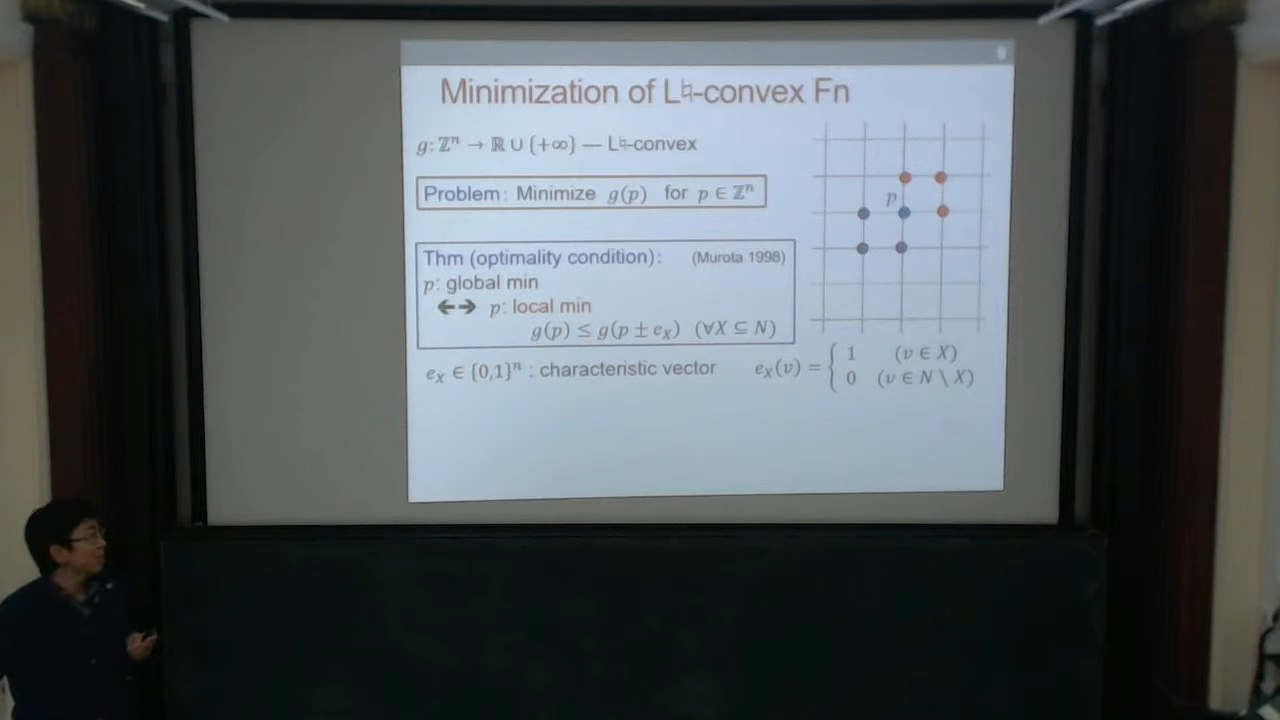 9
Minimization of L♮-convex Fn
g: ℤⁿ → ℝ ∪ {+∞} — L♮-convex
Problem: Minimize g(p) for p ∈ ℤⁿ
p
Thm (optimality condition): (Murota 1998)
p: global min
↔ p: local min
g(p) ≤ g(p ± e_X) (∀X ⊆ N)
e_X ∈ {0,1}ⁿ : characteristic vector e_X(v) = { 1 (v ∈ X)
0 (v ∈ N \ X)